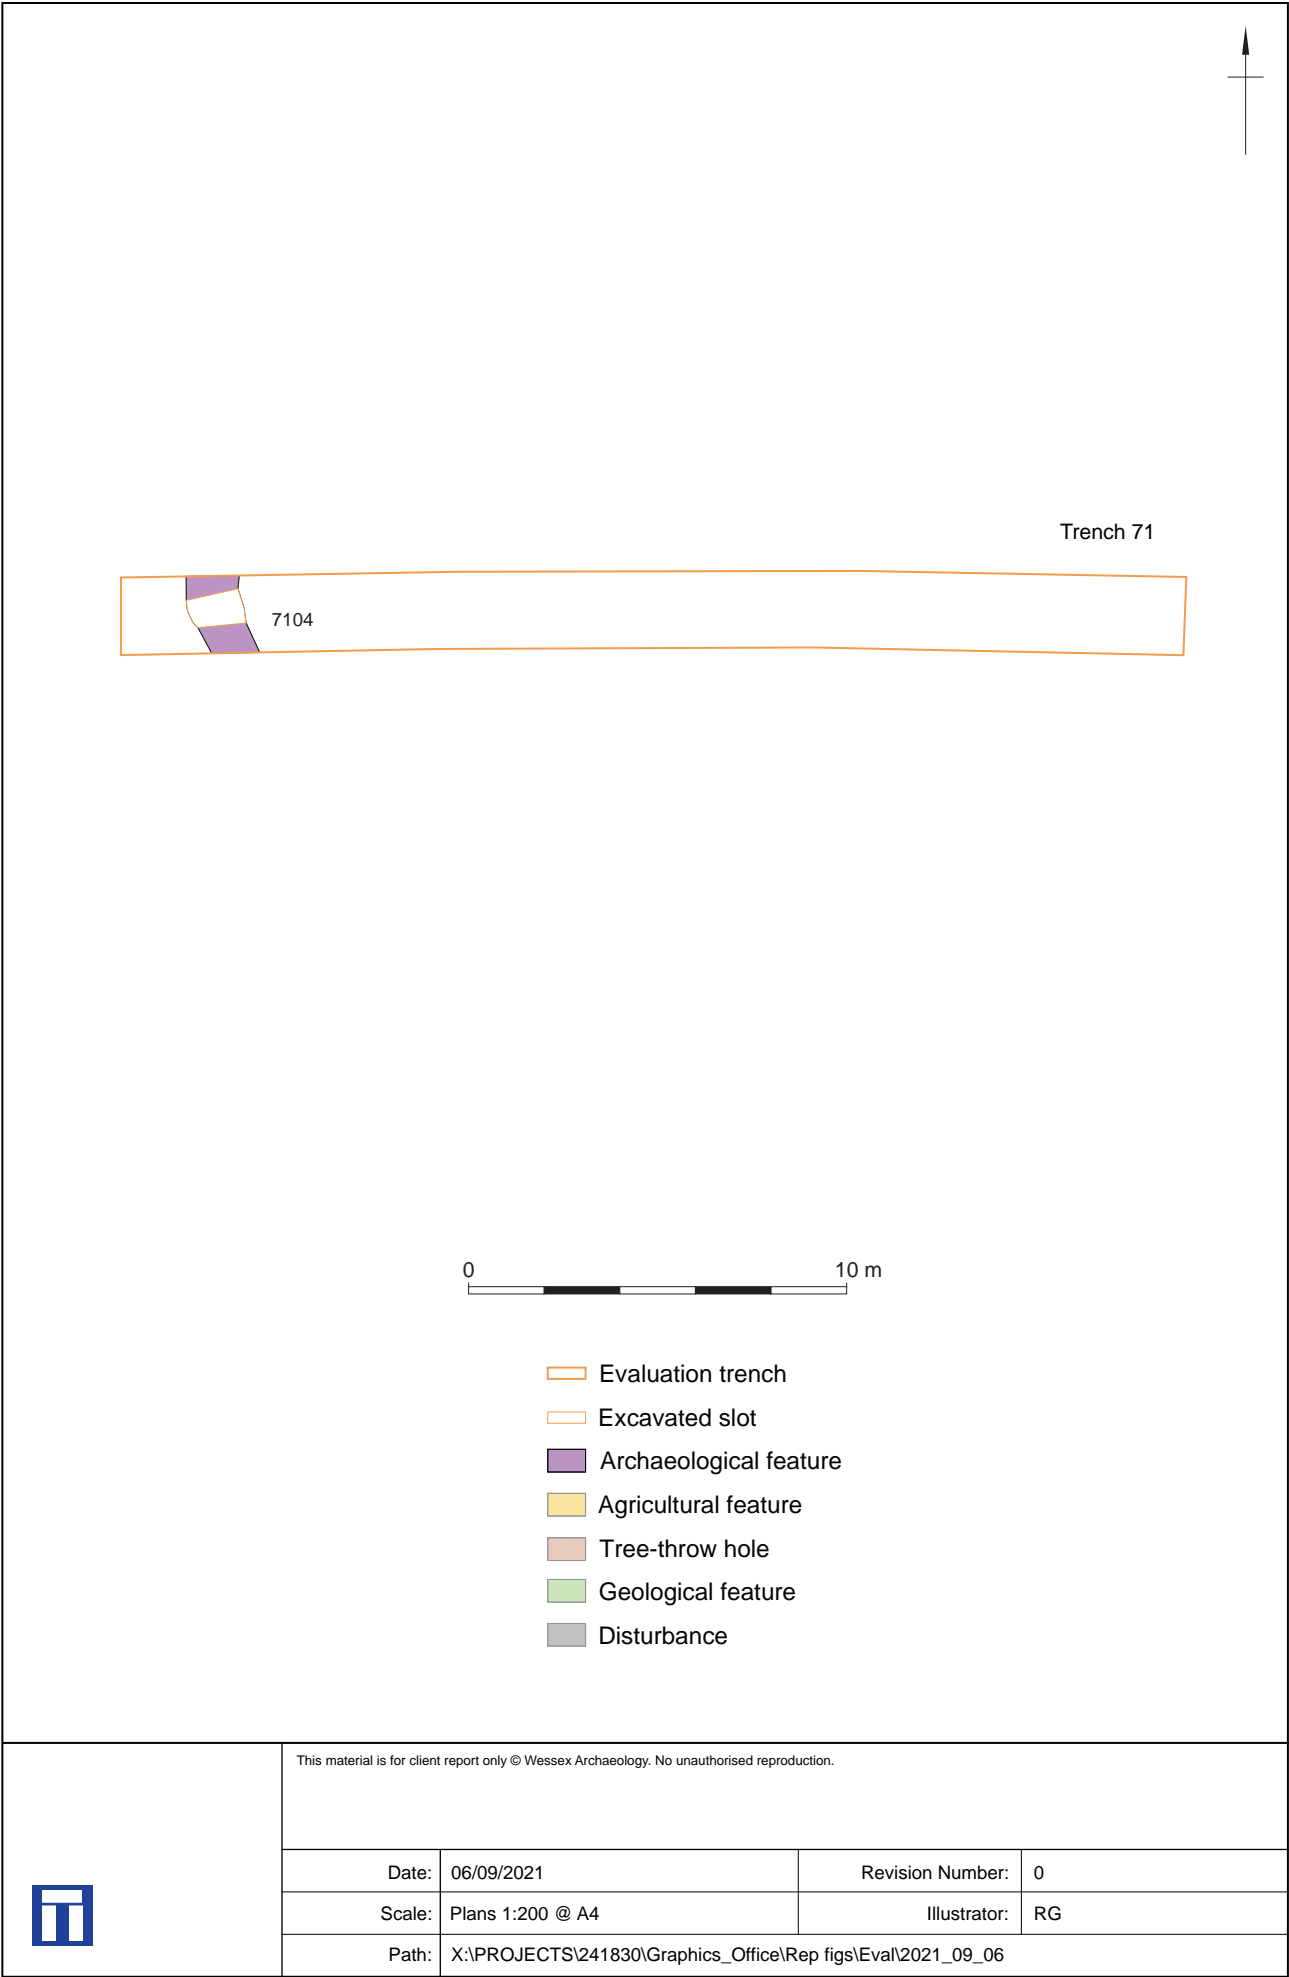 Trench 71
7104
0 10 m
Evaluation trench
Excavated slot
Archaeological feature
Agricultural feature
Tree-throw hole
Geological feature
Disturbance
This material is for client report only © Wessex Archaeology. No unauthorised reproduction.
Date: 06/09/2021 Revision Number: 0
Scale: Plans 1:200 @ A4 Illustrator: RG
Path: X:\PROJECTS\241830\Graphics_Office\Rep figs\Eval\2021_09_06